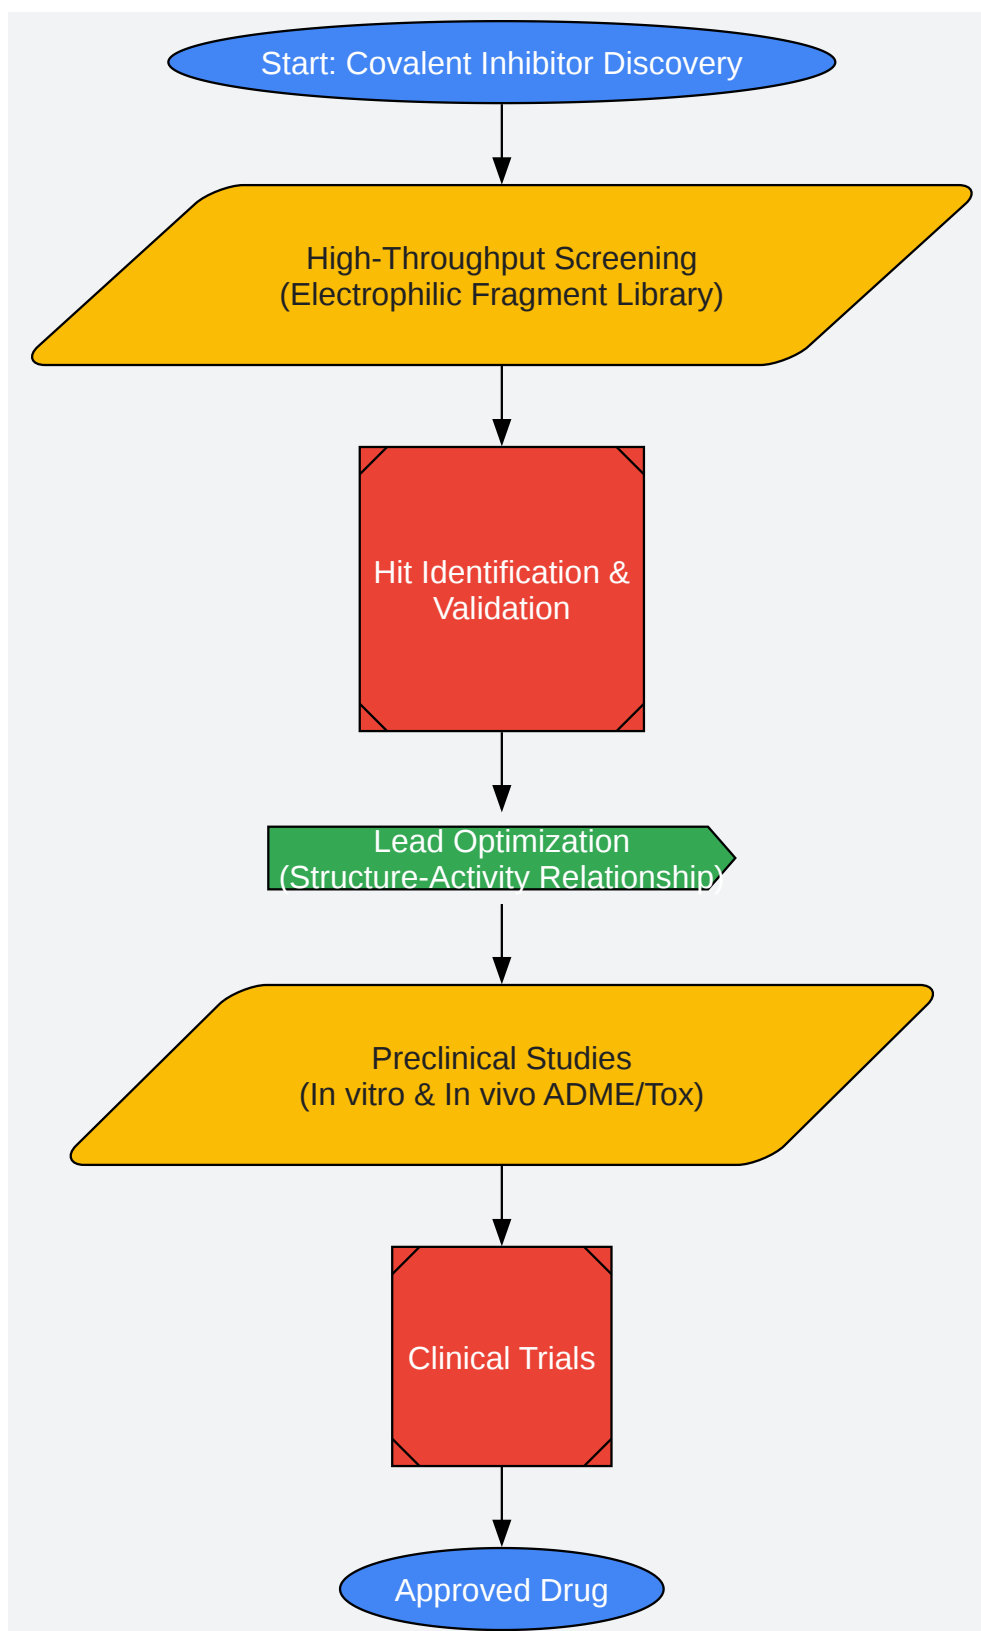 Start: Covalent Inhibitor Discovery
High-Throughput Screening
(Electrophilic Fragment Library)
Hit Identification &
Validation
Lead Optimization
(Structure-Activity Relationship)
Preclinical Studies
(In vitro & In vivo ADME/Tox)
Clinical Trials
Approved Drug